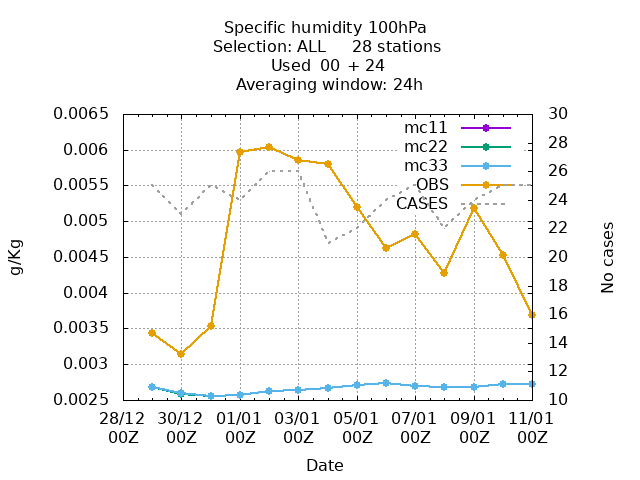 Specific humidity 100hPa
Selection: ALL     28 stations
Used  00  + 24
Averaging window: 24h
g/Kg
0.0065
0.006
0.0055
0.005
0.0045
0.004
0.0035
0.003
0.0025
mc11
mc22
mc33
OBS
CASES
30
28
26
24
22
20
18
16
14
12
10
No cases
28/12 30/12 01/01 03/01 05/01 07/01 09/01 11/01
00Z 00Z 00Z 00Z 00Z 00Z 00Z 00Z
Date